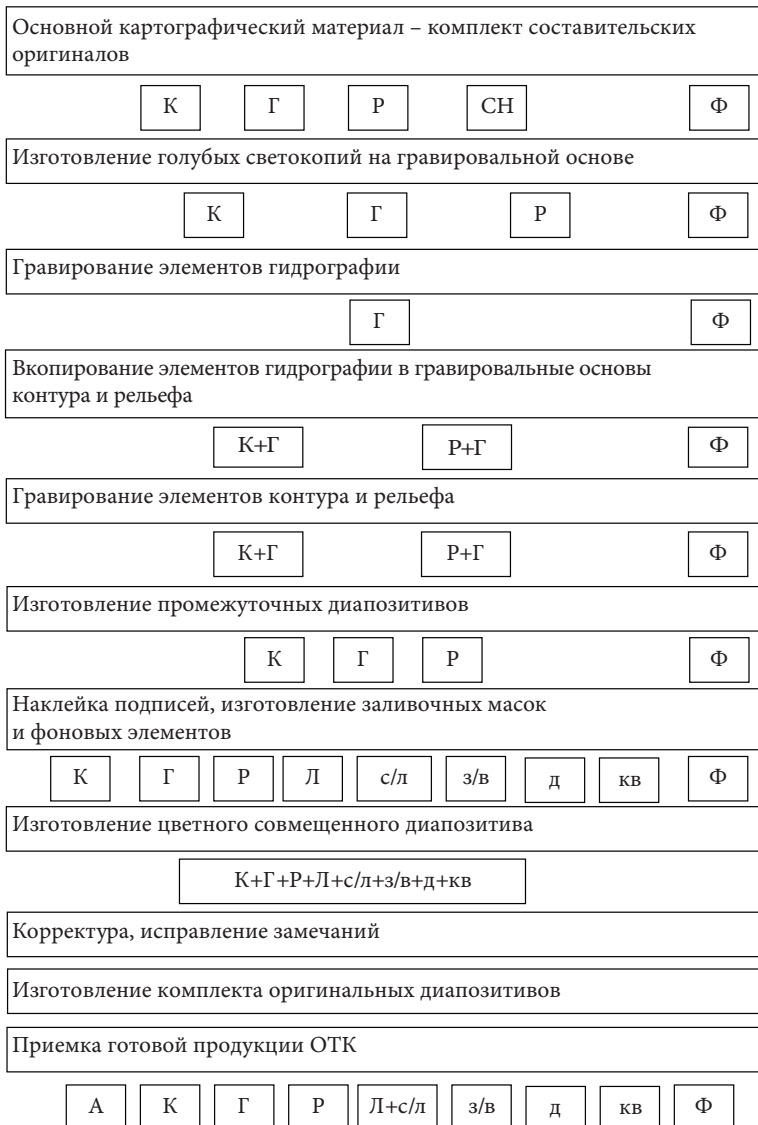 Основной картографический материал – комплект составительских
оригиналов
К Г Р СН Ф
Изготовление голубых светокопий на гравировальной основе
К Г Р Ф
Гравирование элементов гидрографии
Г Ф
Вкопирование элементов гидрографии в гравировальные основы
контура и рельефа
К+Г Р+Г Ф
Гравирование элементов контура и рельефа
К+Г Р+Г Ф
Изготовление промежуточных диапозитивов
К Г Р Ф
Наклейка подписей, изготовление заливочных масок
и фоновых элементов
К Г Р Л с/л з/в д кв Ф
Изготовление цветного совмещенного диапозитива
К+Г+Р+Л+с/л+з/в+д+кв
Корректура, исправление замечаний
Изготовление комплекта оригинальных диапозитивов
Приемка готовой продукции ОТК
А К Г Р Л+с/л з/в д кв Ф